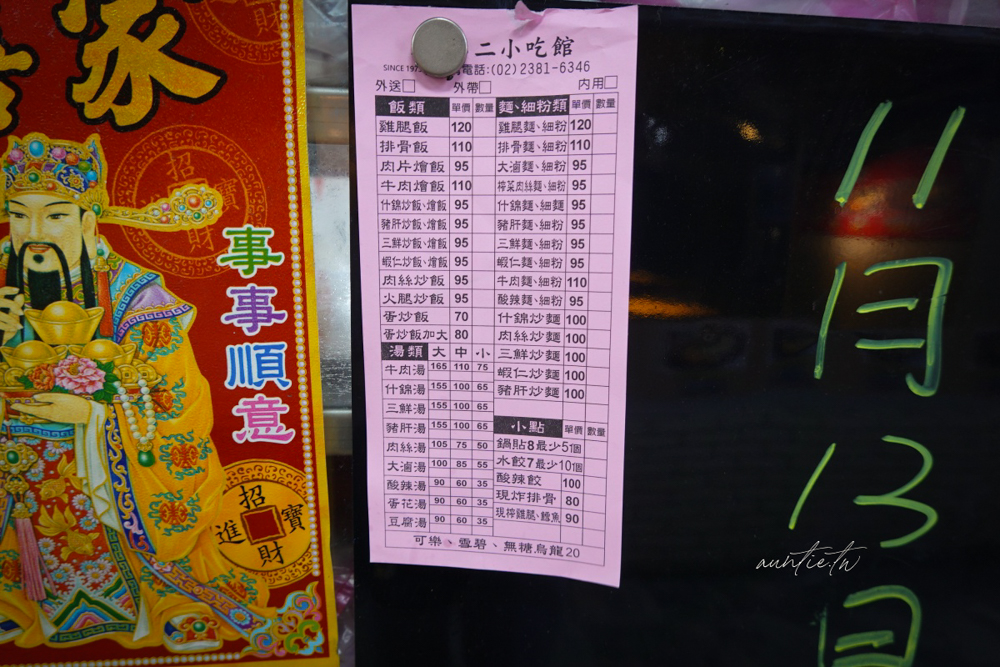 家
招
財
寶
事
事
順
意
招
進 寶
財
二小吃館
電話:(02)2381-6346
外送□ 外帶□ 內用□
飯類 單價 數量
雞腿飯 120
排骨飯 110
肉片燴飯 95
牛肉燴飯 110
什錦炒飯、燴飯 95
豬肝炒飯、燴飯 95
三鮮炒飯、燴飯 95
蝦仁炒飯、燴飯 95
肉絲炒飯 95
火腿炒飯 95
蛋炒飯 70
蛋炒飯加大 80
湯類 大 中 小
牛肉湯 165 110 75
什錦湯 155 100 65
三鮮湯 155 100 65
豬肝湯 155 100 65
肉絲湯 105 75 50
大滷湯 100 85 55
酸辣湯 90 60 35
蛋花湯 90 60 35
豆腐湯 90 60 35
麵、細粉類 單價 數量
雞腿麵、細粉 120
排骨麵、細粉 110
大滷麵、細粉 95
榨菜肉絲麵、細粉 95
什錦麵、細麵 95
豬肝麵、細粉 95
三鮮麵、細粉 95
蝦仁麵、細粉 95
牛肉麵、細粉 110
酸辣麵、細粉 95
什錦炒麵 100
肉絲炒麵 100
三鮮炒麵 100
蝦仁炒麵 100
豬肝炒麵 100
小點 單價 數量
鍋貼8最少5個
水餃7最少10個
酸辣餃 100
現炸排骨 80
現炸雞腿、鱈魚 90
可樂、雪碧、無糖烏龍20
11
月
13
日
auntie.tw